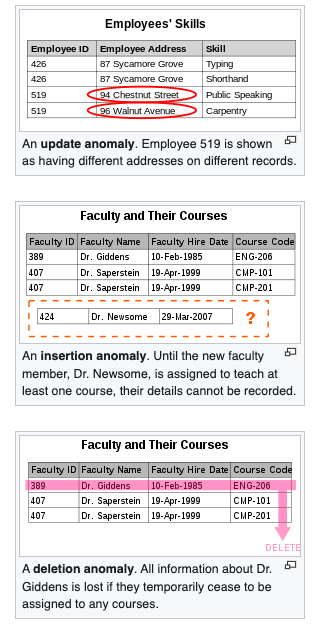 Employees' Skills
Employee ID Employee Address Skill
426 87 Sycamore Grove Typing
426 87 Sycamore Grove Shorthand
519 94 Chestnut Street Public Speaking
519 96 Walnut Avenue Carpentry
An update anomaly. Employee 519 is shown
as having different addresses on different records.
Faculty and Their Courses
Faculty ID Faculty Name Faculty Hire Date Course Code
389 Dr. Giddens 10-Feb-1985 ENG-206
407 Dr. Saperstein 19-Apr-1999 CMP-101
407 Dr. Saperstein 19-Apr-1999 CMP-201
424 Dr. Newsome 29-Mar-2007 ?
An insertion anomaly. Until the new faculty
member, Dr. Newsome, is assigned to teach at
least one course, their details cannot be recorded.
Faculty and Their Courses
Faculty ID Faculty Name Faculty Hire Date Course Code
389 Dr. Giddens 10-Feb-1985 ENG-206
407 Dr. Saperstein 19-Apr-1999 CMP-101
407 Dr. Saperstein 19-Apr-1999 CMP-201
DELETE
A deletion anomaly. All information about Dr.
Giddens is lost if they temporarily cease to be
assigned to any courses.